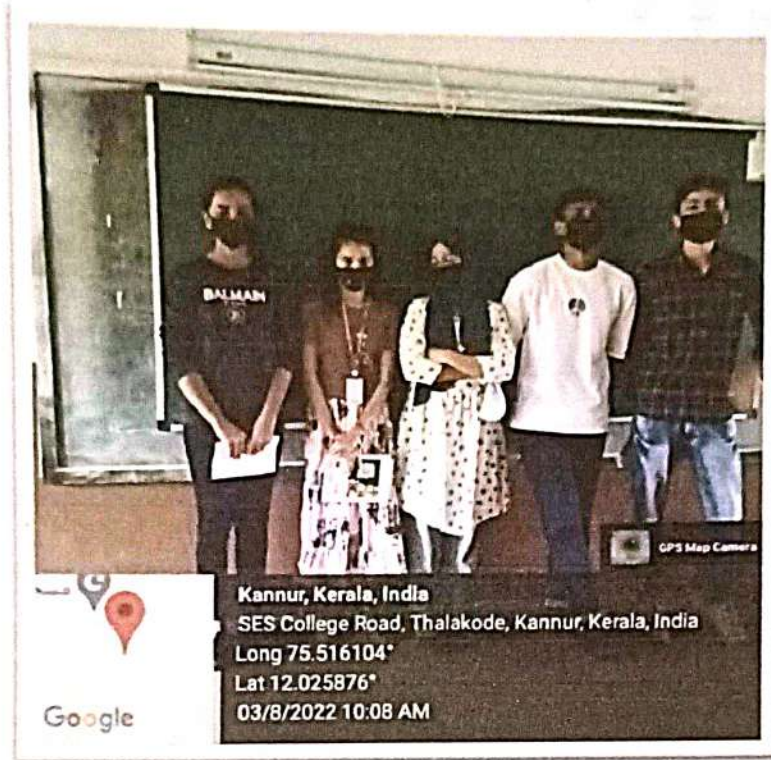 BALMAIN
GPS Map Camera
Kannur, Kerala, India
SES College Road, Thalakode, Kannur, Kerala, India
Long 75.516104°
Lat 12.025876°
03/8/2022 10:08 AM
Google